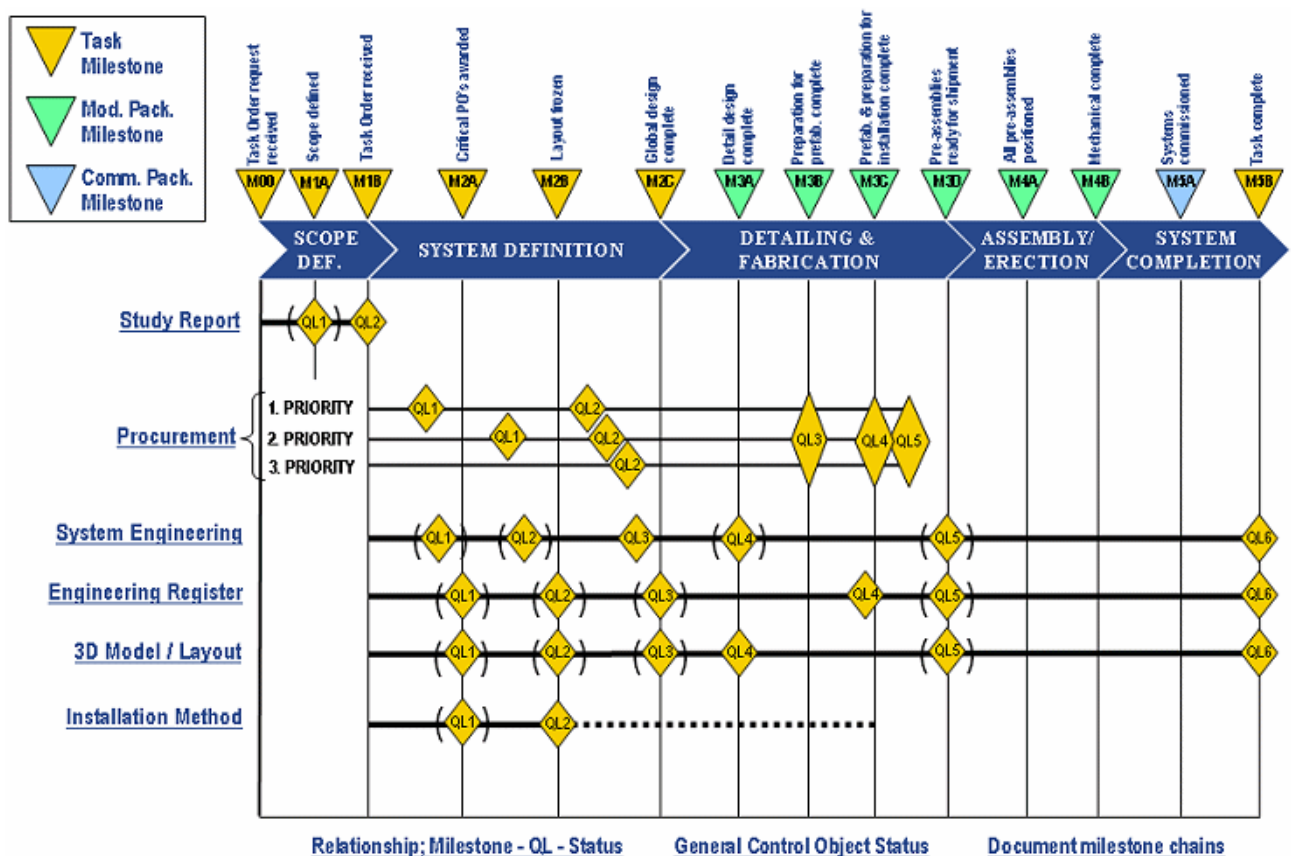 Task
Milestone
Mod. Pack.
Milestone
Comm. Pack.
Milestone
Task Order request
received
Scope defined
Task Order received
Critical PO's awarded
Layout frozen
Global design
complete
Detail design
complete
Preparation for
prefab. complete
Prefab. & preparation for
installation complete
Pre-assemblies
ready for shipment
All pre-assemblies
positioned
Mechanical complete
Systems
commissioned
Task complete
M00 M1A M1B M2A M2B M2C M3A M3B M3C M3D M4A M4B M5A M5B
SCOPE
DEF.
SYSTEM DEFINITION
DETAILING &
FABRICATION
ASSEMBLY/
ERECTION
SYSTEM
COMPLETION
Study Report (QL1) QL2
Procurement
1. PRIORITY QL1 QL2
2. PRIORITY QL1 QL2 QL3 QL4 QL5
3. PRIORITY QL2
System Engineering (QL1) (QL2) QL3 (QL4) (QL5) QL6
Engineering Register (QL1) (QL2) (QL3) QL4 (QL5) QL6
3D Model / Layout (QL1) (QL2) (QL3) QL4 (QL5) QL6
Installation Method (QL1) QL2
Relationship; Milestone - QL - Status
General Control Object Status
Document milestone chains